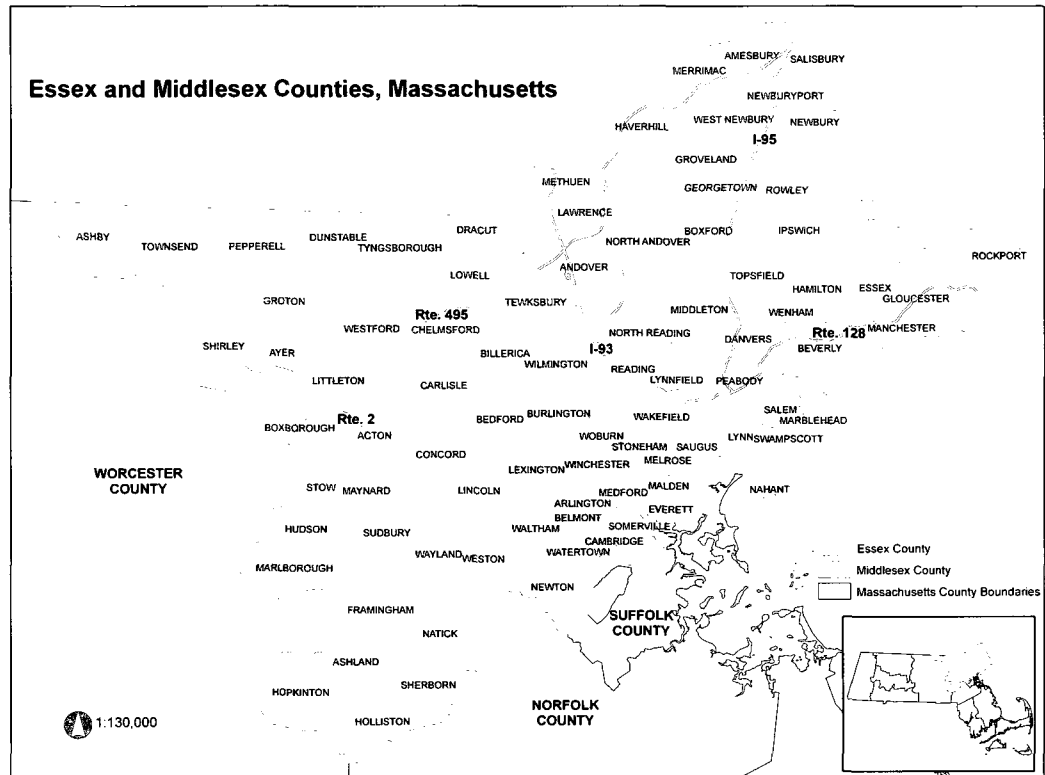 Essex and Middlesex Counties, Massachusetts
AMESBURY
SALISBURY
MERRIMAC
NEWBURYPORT
WEST NEWBURY
NEWBURY
HAVERHILL
I-95
GROVELAND
METHUEN
GEORGETOWN
ROWLEY
LAWRENCE
ASHBY
TOWNSEND
PEPPERELL
DUNSTABLE
TYNGSBOROUGH
DRACUT
NORTH ANDOVER
BOXFORD
IPSWICH
ROCKPORT
LOWELL
ANDOVER
TOPSFIELD
HAMILTON
ESSEX
GLOUCESTER
GROTON
TEWKSBURY
MIDDLETON
WENHAM
Rte. 495
WESTFORD
CHELMSFORD
NORTH READING
DANVERS
Rte. 128
MANCHESTER
BEVERLY
SHIRLEY
AYER
BILLERICA
I-93
WILMINGTON
READING
LYNNFIELD
PEABODY
LITTLETON
CARLISLE
BOXBOROUGH
Rte. 2
ACTON
BEDFORD
BURLINGTON
WAKEFIELD
SALEM
MARBLEHEAD
WOBURN
STONEHAM
SAUGUS
LYNN
SWAMPSCOTT
CONCORD
WORCESTER
COUNTY
LEXINGTON
WINCHESTER
MELROSE
STOW
MAYNARD
LINCOLN
MEDFORD
MALDEN
NAHANT
ARLINGTON
EVERETT
BELMONT
HUDSON
SUDBURY
WALTHAM
SOMERVILLE
CAMBRIDGE
WAYLAND
WESTON
WATERTOWN
MARLBOROUGH
NEWTON
Essex County
Middlesex County
Massachusetts County Boundaries
FRAMINGHAM
SUFFOLK
COUNTY
NATICK
ASHLAND
SHERBORN
HOPKINTON
HOLLISTON
NORFOLK
COUNTY
1:130,000